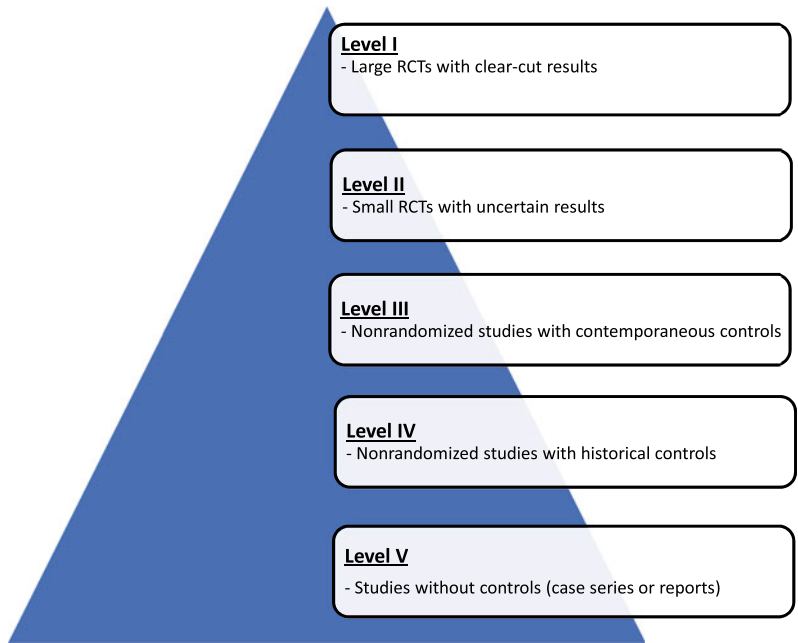 Level I
- Large RCTs with clear-cut results
Level II
- Small RCTs with uncertain results
Level III
- Nonrandomized studies with contemporaneous controls
Level IV
- Nonrandomized studies with historical controls
Level V
- Studies without controls (case series or reports)